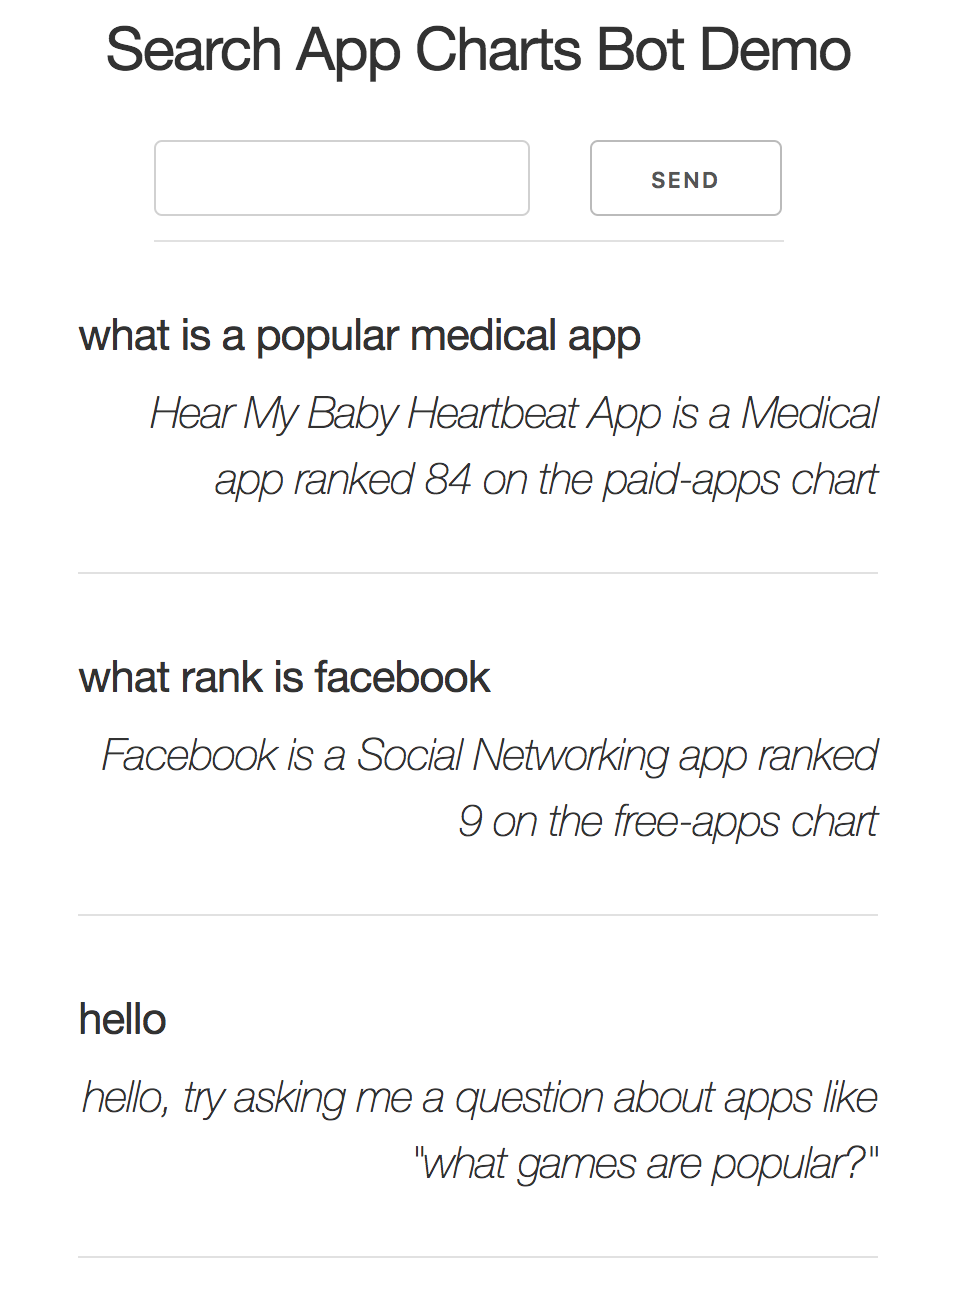 Search App Charts Bot Demo
SEND
what is a popular medical app
Hear My Baby Heartbeat App is a Medical
app ranked 84 on the paid-apps chart
what rank is facebook
Facebook is a Social Networking app ranked
9 on the free-apps chart
hello
hello, try asking me a question about apps like
"what games are popular?"